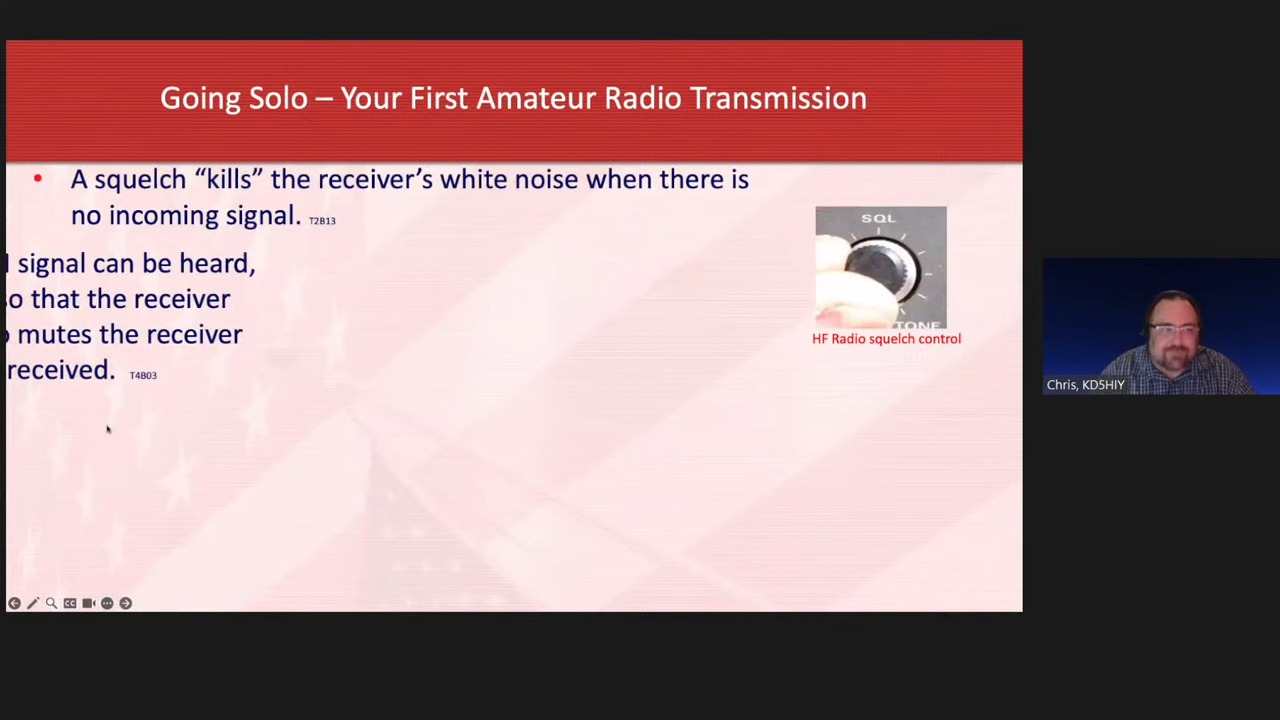 Going Solo – Your First Amateur Radio Transmission
• A squelch “kills” the receiver’s white noise when there is
no incoming signal. T2B13
signal can be heard,
so that the receiver
mutes the receiver
received. T4B03
SQL
TONE
HF Radio squelch control
Chris, KD5HIY
CC